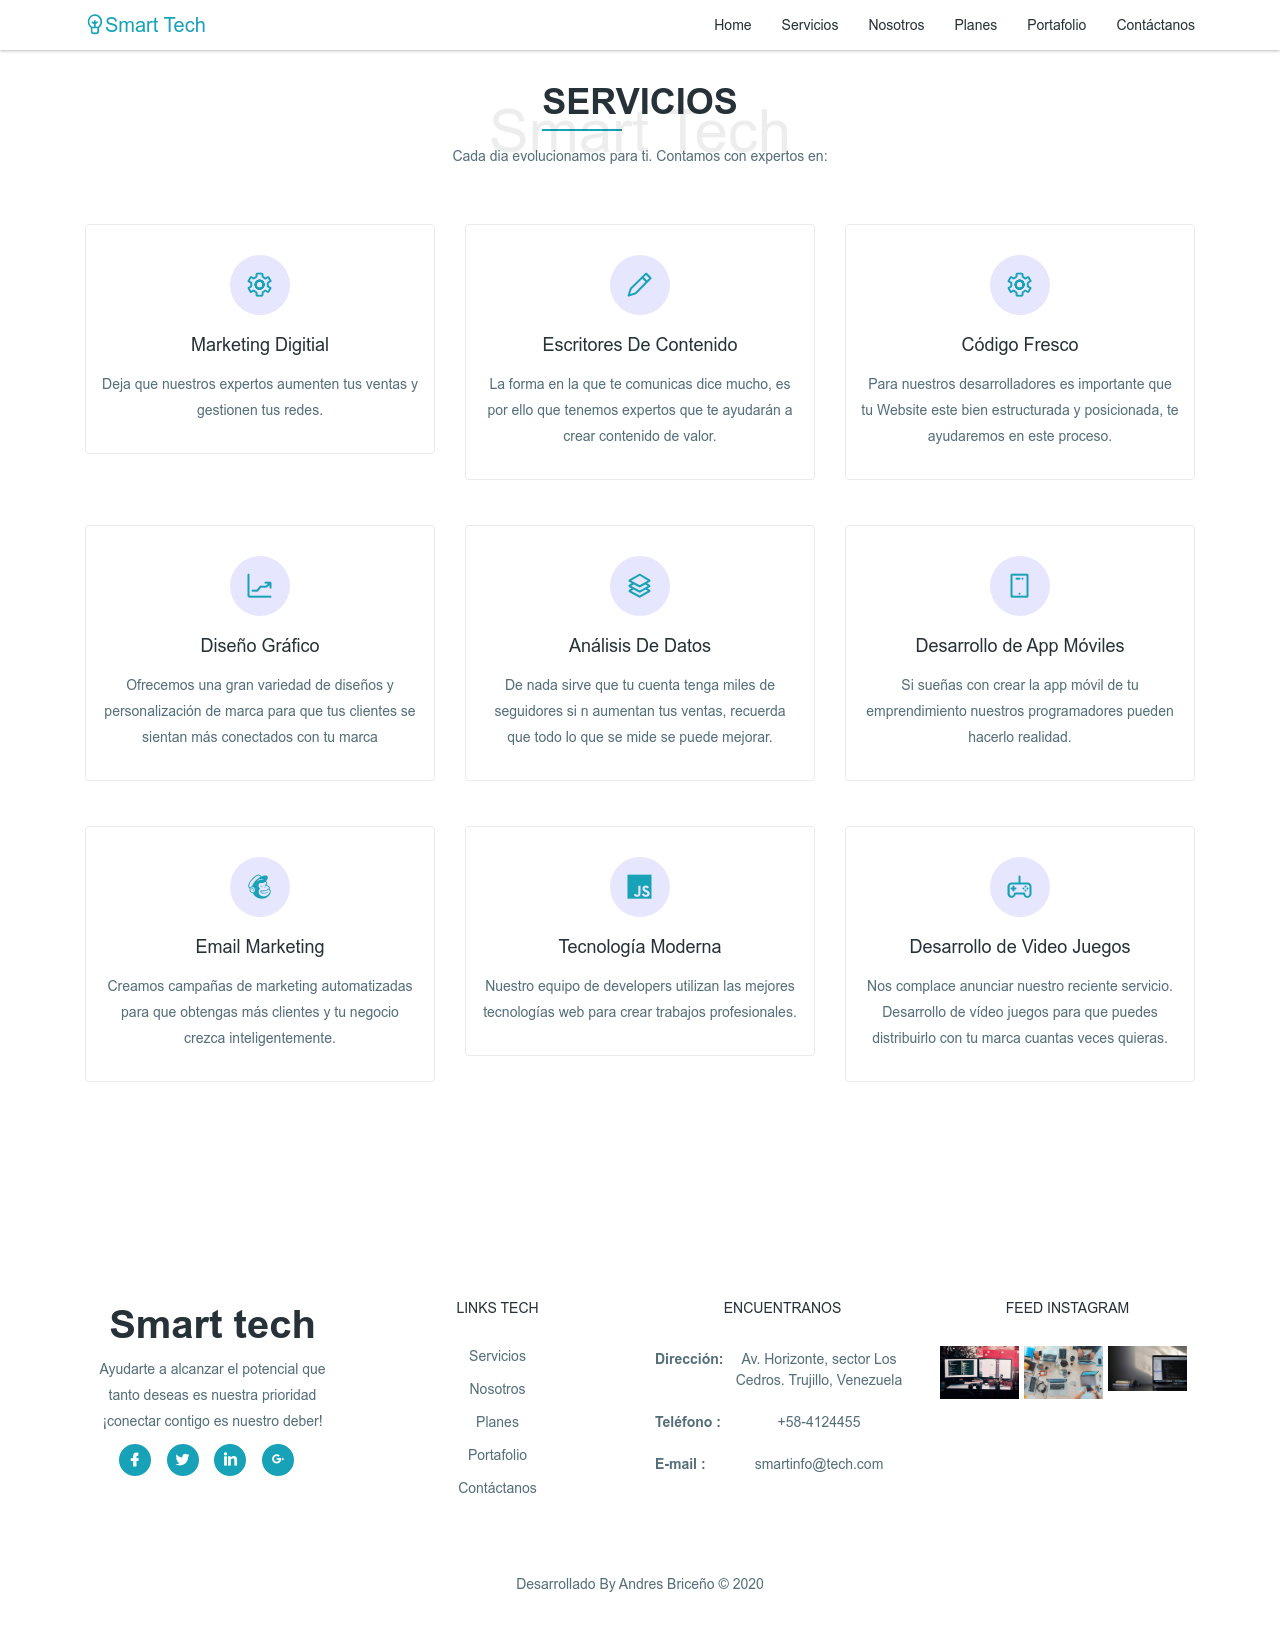 Smart Tech
Home Servicios Nosotros Planes Portafolio Contáctanos
SERVICIOS
Smart Tech
Cada dia evolucionamos para ti. Contamos con expertos en:
Marketing Digitial
Deja que nuestros expertos aumenten tus ventas y
gestionen tus redes.
Escritores De Contenido
La forma en la que te comunicas dice mucho, es
por ello que tenemos expertos que te ayudarán a
crear contenido de valor.
Código Fresco
Para nuestros desarrolladores es importante que
tu Website este bien estructurada y posicionada, te
ayudaremos en este proceso.
Diseño Gráfico
Ofrecemos una gran variedad de diseños y
personalización de marca para que tus clientes se
sientan más conectados con tu marca
Análisis De Datos
De nada sirve que tu cuenta tenga miles de
seguidores si n aumentan tus ventas, recuerda
que todo lo que se mide se puede mejorar.
Desarrollo de App Móviles
Si sueñas con crear la app móvil de tu
emprendimiento nuestros programadores pueden
hacerlo realidad.
Email Marketing
Creamos campañas de marketing automatizadas
para que obtengas más clientes y tu negocio
crezca inteligentemente.
JS
Tecnología Moderna
Nuestro equipo de developers utilizan las mejores
tecnologías web para crear trabajos profesionales.
Desarrollo de Video Juegos
Nos complace anunciar nuestro reciente servicio.
Desarrollo de vídeo juegos para que puedes
distribuirlo con tu marca cuantas veces quieras.
Smart tech
Ayudarte a alcanzar el potencial que
tanto deseas es nuestra prioridad
¡conectar contigo es nuestro deber!
LINKS TECH
Servicios
Nosotros
Planes
Portafolio
Contáctanos
ENCUENTRANOS
Dirección: Av. Horizonte, sector Los
Cedros. Trujillo, Venezuela
Teléfono : +58-4124455
E-mail : smartinfo@tech.com
FEED INSTAGRAM
Desarrollado By Andres Briceño © 2020